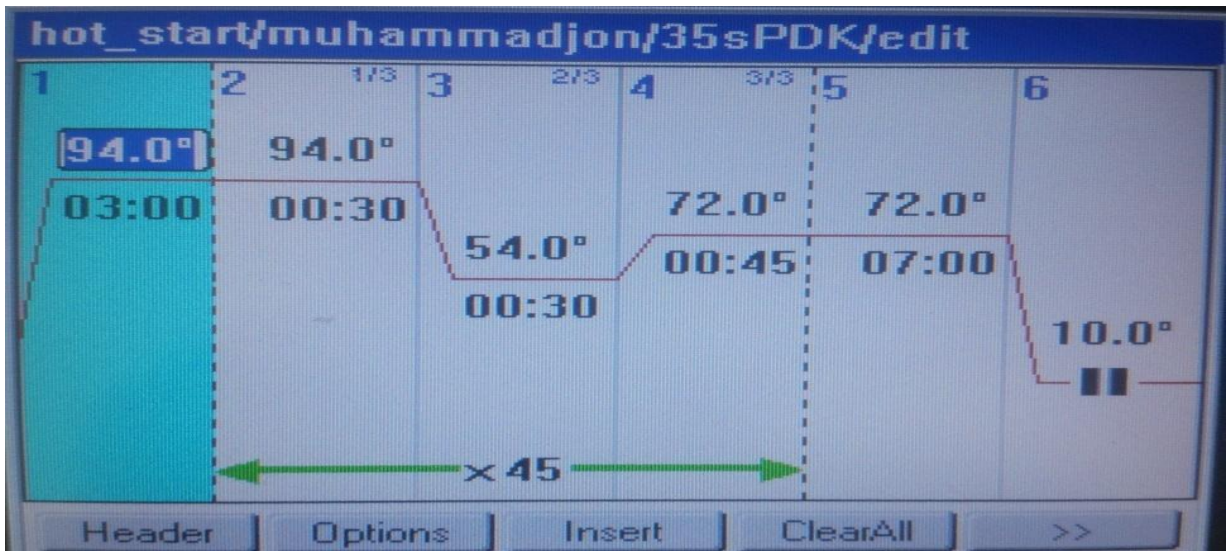 hot_start/muhammadjon/35sPDK/edit
1 2 1/3 3 2/3 4 3/3 5 6
94.0° 94.0°
03:00 00:30 72.0° 72.0°
54.0° 00:45 07:00
00:30
10.0°
x 45
Header Options Insert ClearAll >>